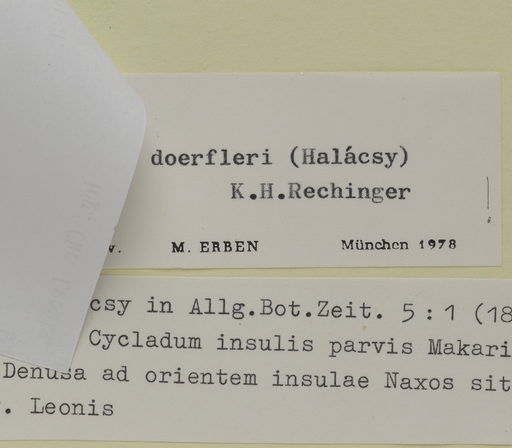 doerfleri (Halácsy)
K.H.Rechinger
v. M. ERBEN München 1978
csy in Allg.Bot.Zeit. 5:1 (18
Cycladum insulis parvis Makari
Denusa ad orientem insulae Naxos sit
. Leonis